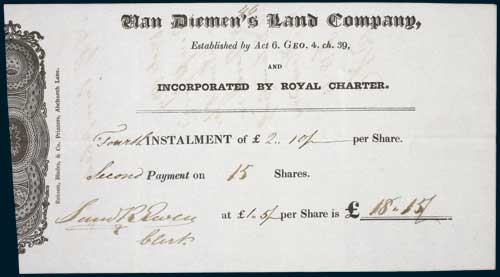 Van Diemen's Land Company,
Established by Act 6. GEO. 4. ch. 39,
AND
INCORPORATED BY ROYAL CHARTER.
Fourth INSTALMENT of £ 2.. 10/- per Share.
Second Payment on 15 Shares.
at £1.5/ per Share is £ 18-15/
Clerk